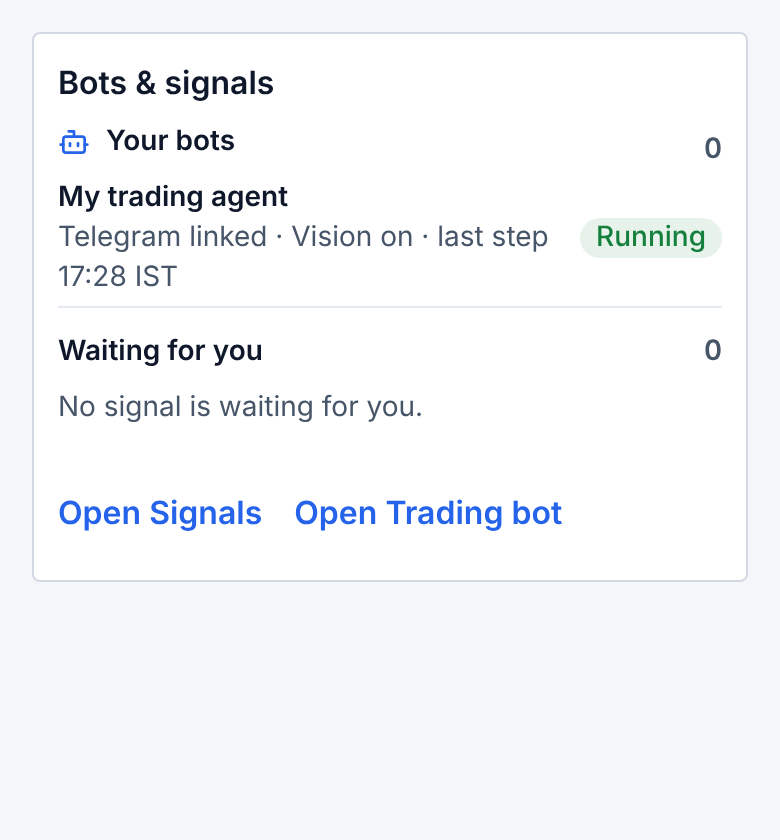 Bots & signals
Your bots 0
My trading agent
Telegram linked · Vision on · last step Running
17:28 IST
Waiting for you 0
No signal is waiting for you.
Open Signals Open Trading bot